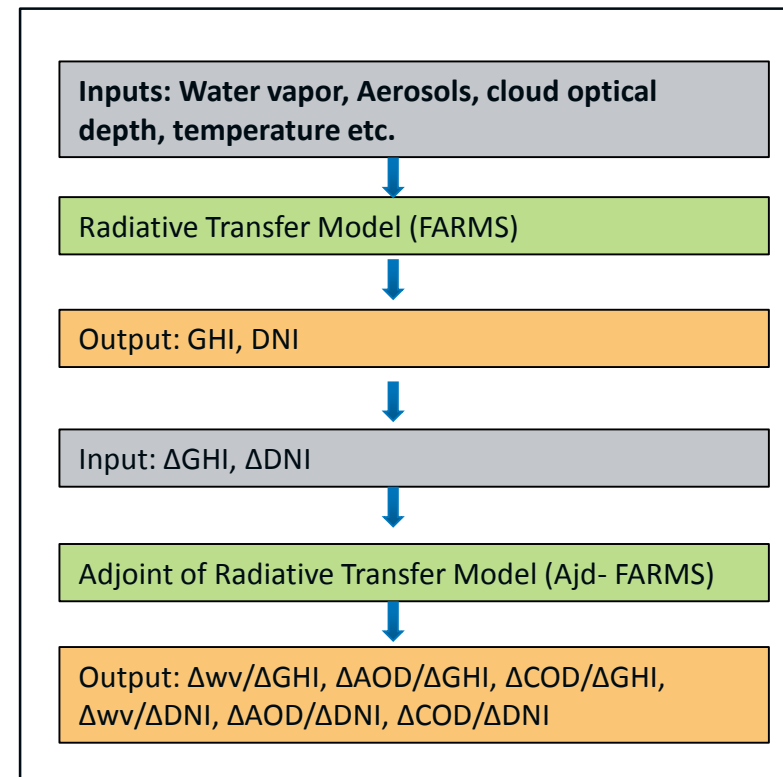 Inputs: Water vapor, Aerosols, cloud optical
depth, temperature etc.
Radiative Transfer Model (FARMS)
Output: GHI, DNI
Input: ΔGHI, ΔDNI
Adjoint of Radiative Transfer Model (Ajd- FARMS)
Output: Δwv/ΔGHI, ΔAOD/ΔGHI, ΔCOD/ΔGHI,
Δwv/ΔDNI, ΔAOD/ΔDNI, ΔCOD/ΔDNI